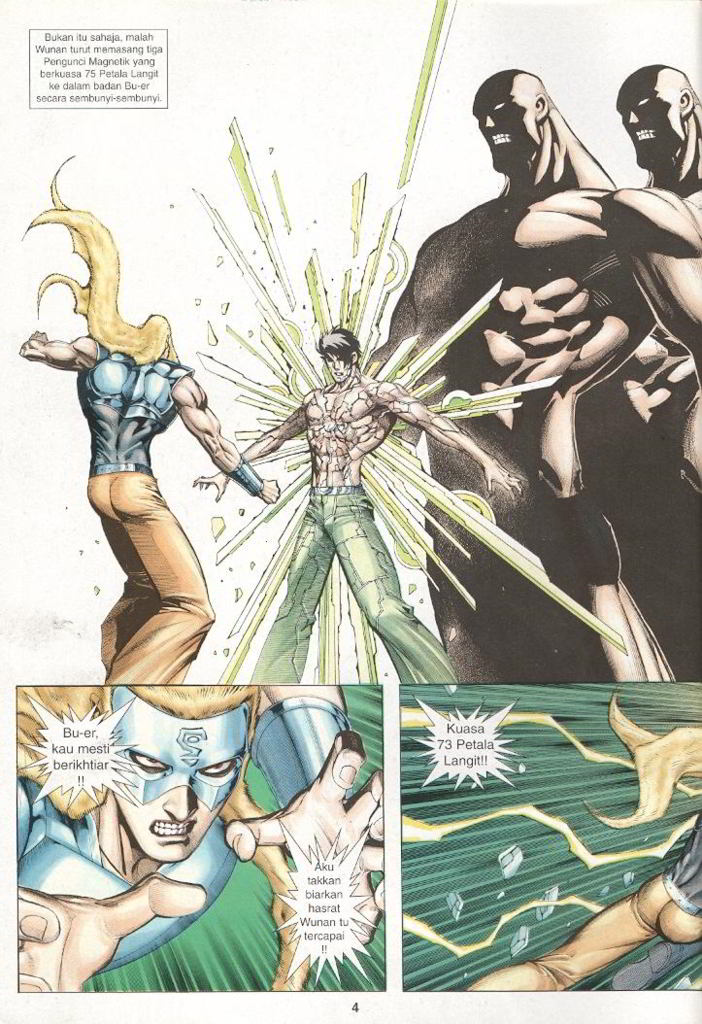 Bukan itu sahaja, malah
Wunan turut memasang tiga
Pengunci Magnetik yang
berkuasa 75 Petala Langit
ke dalam badan Bu-er
secara sembunyi-sembunyi.
Bu-er,
kau mesti
berikhtiar
!!
Aku
takkan
biarkan
hasrat
Wunan tu
tercapai
!!
Kuasa
73 Petala
Langit!!
4